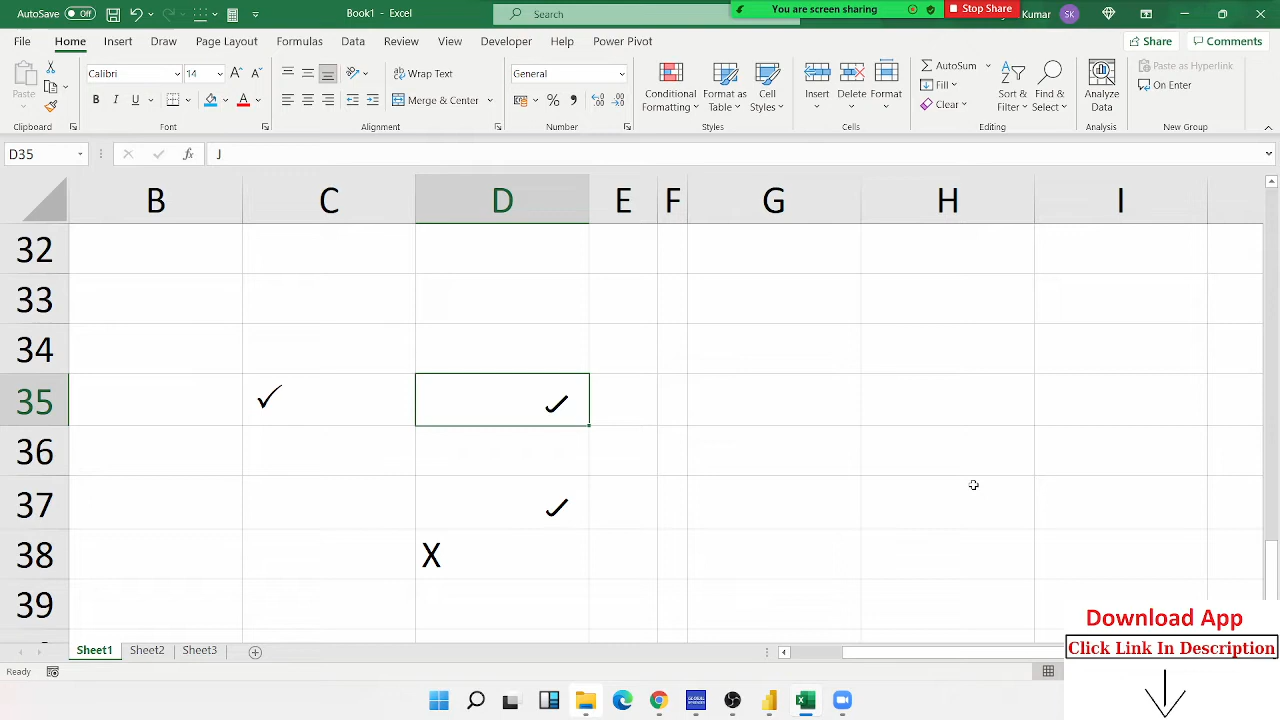 AutoSave Off Book1 - Excel Search You are screen sharing Stop Share Kumar SK
File Home Insert Draw Page Layout Formulas Data Review View Developer Help Power Pivot Share Comments
Paste Calibri 14 Wrap Text General Conditional Format as Cell Insert Delete Format AutoSum Sort & Find & Analyze Paste as Hyperlink
B I U Merge & Center Formatting Table Styles Fill Filter Select Data On Enter
Clear
Clipboard Font Alignment Number Styles Cells Editing Analysis New Group
D35 fx J
B C D E F G H I
32
33
34
35 ✓ ✓
36
37 ✓
38 X
39
Download App
Click Link In Description
Sheet1 Sheet2 Sheet3
Ready